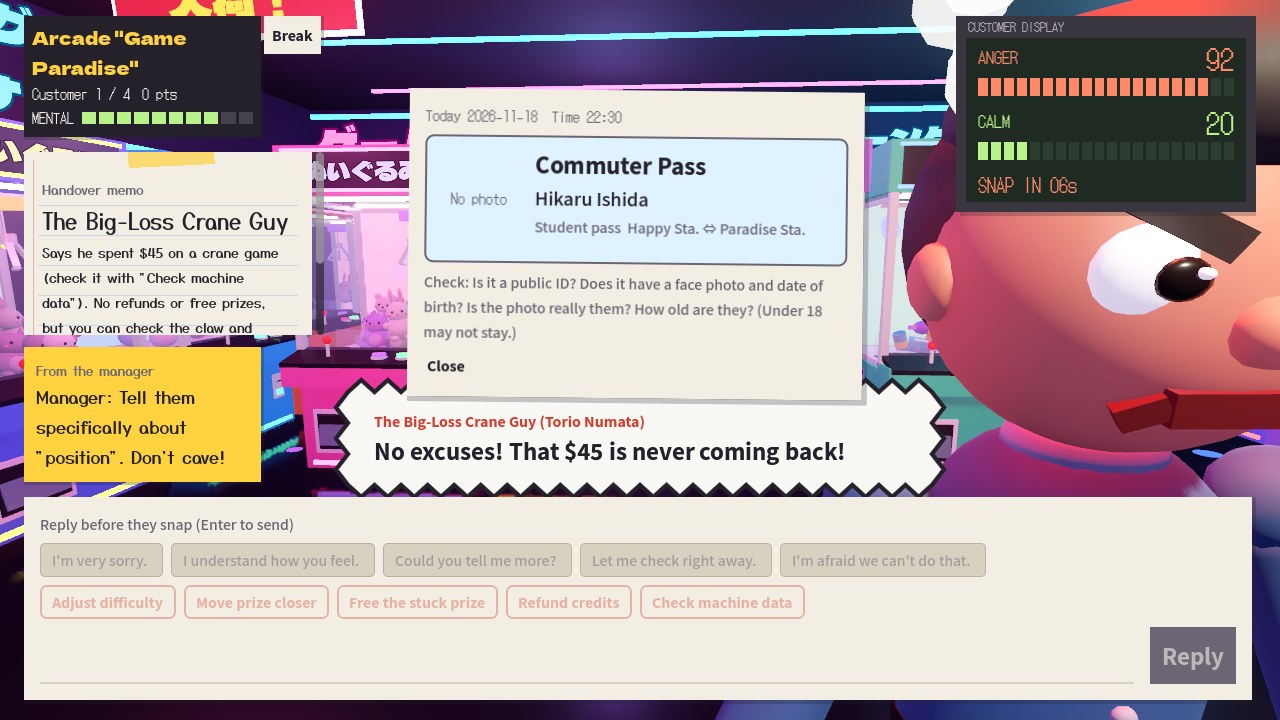 Arcade "Game
Paradise"
Customer 1 / 4 0 pts
MENTAL
Break
Handover memo
The Big-Loss Crane Guy
Says he spent $45 on a crane game
(check it with "Check machine
data"). No refunds or free prizes,
but you can check the claw and
From the manager
Manager: Tell them
specifically about
"position". Don't cave!
Today 2026-11-18 Time 22:30
No photo
Commuter Pass
Hikaru Ishida
Student pass Happy Sta. ⇔ Paradise Sta.
Check: Is it a public ID? Does it have a face photo and date of
birth? Is the photo really them? How old are they? (Under 18
may not stay.)
Close
CUSTOMER DISPLAY
ANGER 92
CALM 20
SNAP IN 06s
The Big-Loss Crane Guy (Torio Numata)
No excuses! That $45 is never coming back!
Reply before they snap (Enter to send)
I'm very sorry.
I understand how you feel.
Could you tell me more?
Let me check right away.
I'm afraid we can't do that.
Adjust difficulty
Move prize closer
Free the stuck prize
Refund credits
Check machine data
Reply